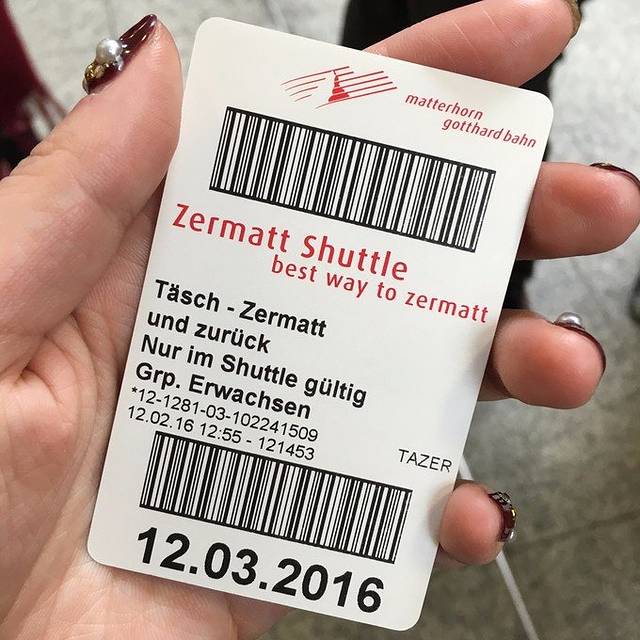 matterhorn
gotthard bahn
Zermatt Shuttle
best way to zermatt
Täsch - Zermatt
und zurück
Nur im Shuttle gültig
Grp. Erwachsen
*12-1281-03-102241509
12.02.16 12:55 - 121453
TAZER
12.03.2016